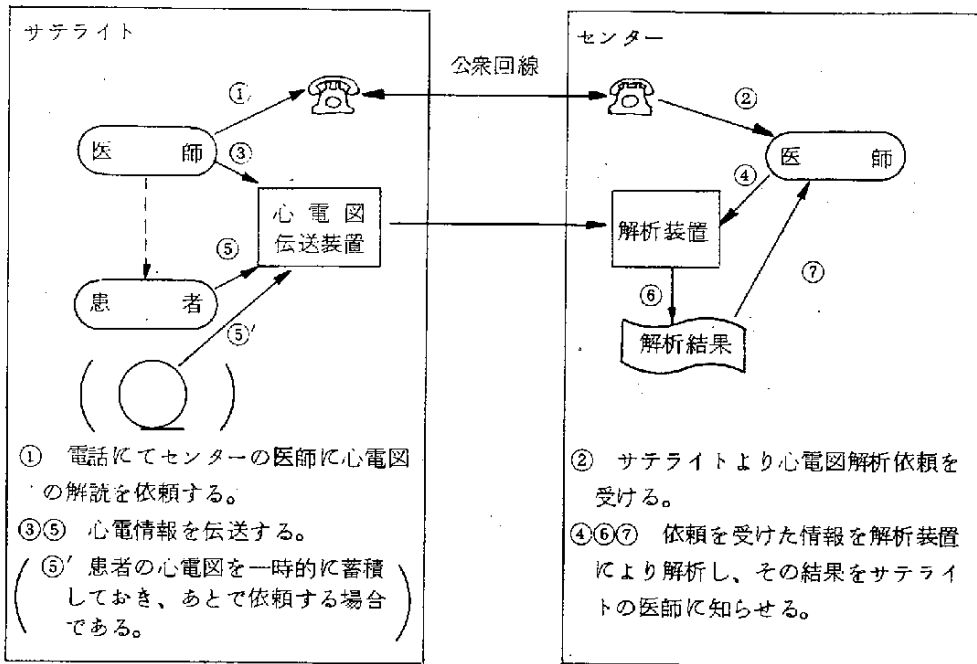 サテライト
センター
公衆回線
①
②
医師
③
医師
④
心電図
伝送装置
解析装置
⑤
⑦
患者
⑥
⑤′
解析結果
① 電話にてセンターの医師に心電図
の解読を依頼する。
③⑤ 心電情報を伝送する。
(⑤′ 患者の心電図を一時的に蓄積
しておき、あとで依頼する場合
である。)
② サテライトより心電図解析依頼を
受ける。
④⑥⑦ 依頼を受けた情報を解析装置
により解析し、その結果をサテライ
トの医師に知らせる。